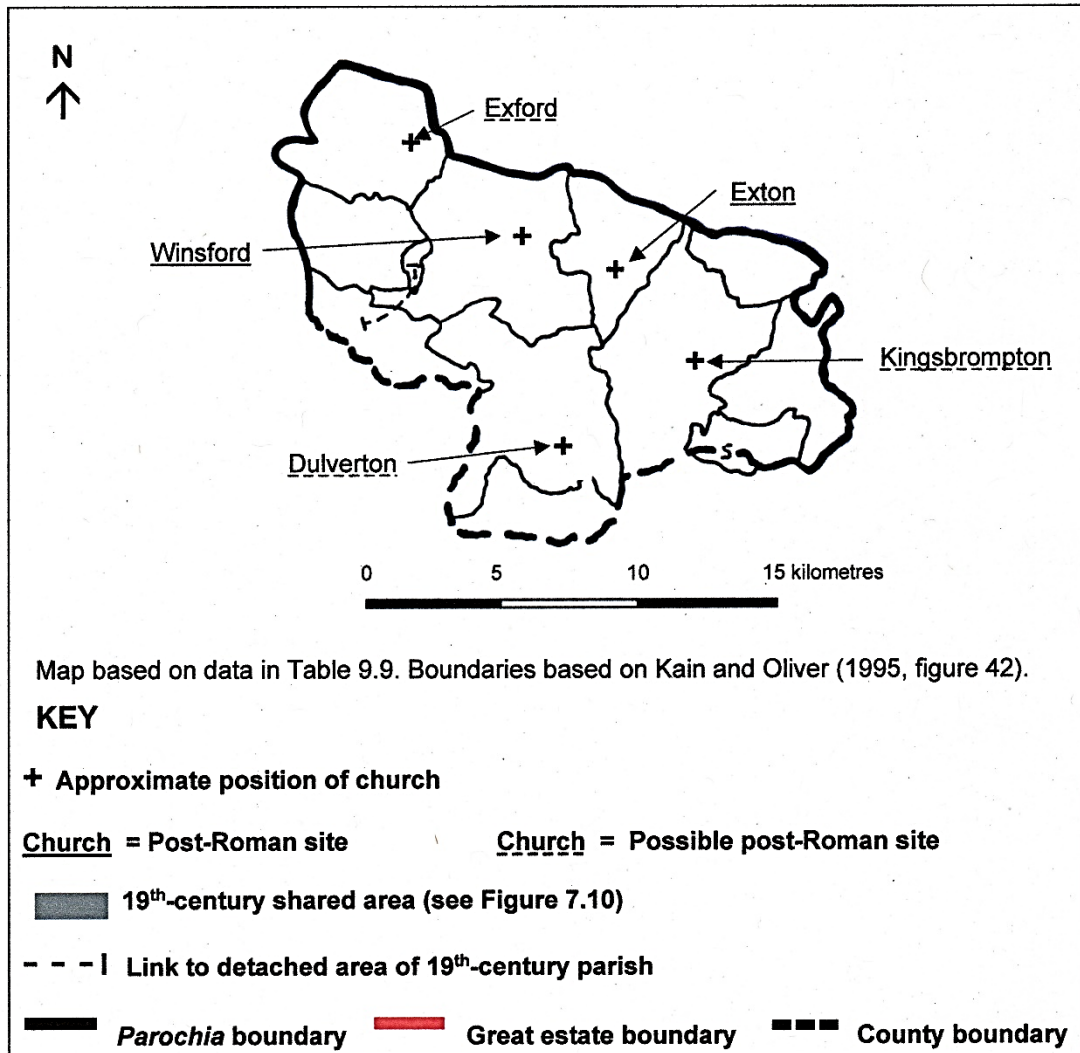 N
Exford
Exton
Winsford
Kingsbrompton
Dulverton
S
0 5 10 15 kilometres
Map based on data in Table 9.9. Boundaries based on Kain and Oliver (1995, figure 42).
KEY
+ Approximate position of church
Church = Post-Roman site Church = Possible post-Roman site
19th-century shared area (see Figure 7.10)
Link to detached area of 19th-century parish
Parochia boundary Great estate boundary County boundary